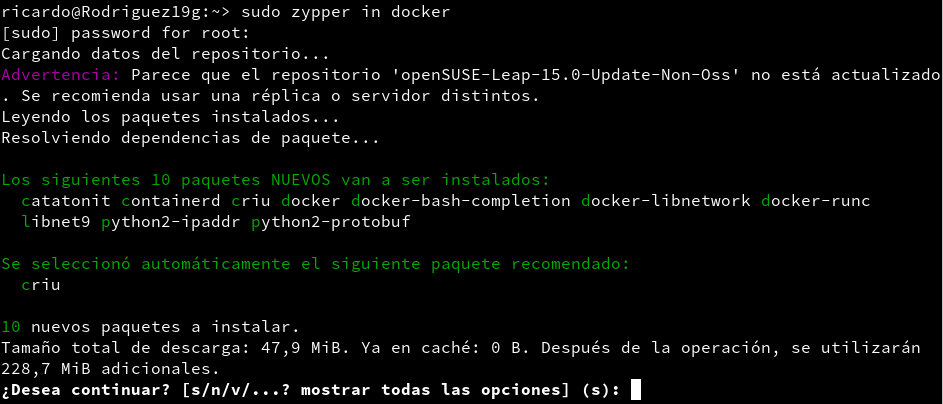 ricardo@Rodriguez19g:~> sudo zypper in docker
[sudo] password for root:
Cargando datos del repositorio...
Advertencia: Parece que el repositorio 'openSUSE-Leap-15.0-Update-Non-Oss' no está actualizado
. Se recomienda usar una réplica o servidor distintos.
Leyendo los paquetes instalados...
Resolviendo dependencias de paquete...
Los siguientes 10 paquetes NUEVOS van a ser instalados:
catatonit containerd criu docker docker-bash-completion docker-libnetwork docker-runc
libnet9 python2-ipaddr python2-protobuf
Se seleccionó automáticamente el siguiente paquete recomendado:
criu
10 nuevos paquetes a instalar.
Tamaño total de descarga: 47,9 MiB. Ya en caché: 0 B. Después de la operación, se utilizarán
228,7 MiB adicionales.
¿Desea continuar? [s/n/v/...? mostrar todas las opciones] (s):